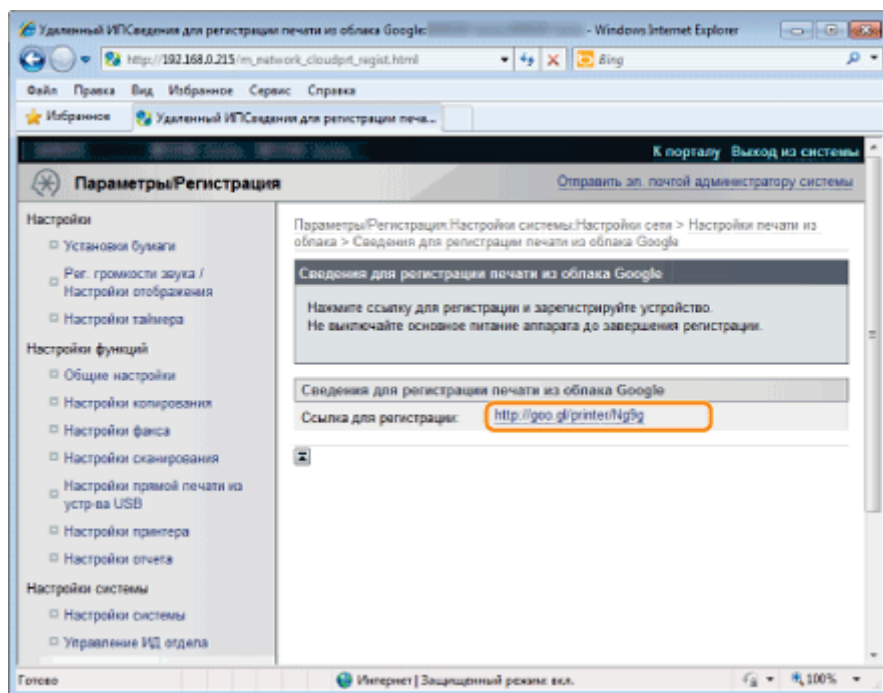 Удаленный ИПСведения для регистрации печати из облака Google: - Windows Internet Explorer
http://192.168.0.215/m_network_cloudprt_regist.html
Bing
Файл Правка Вид Избранное Сервис Справка
Избранное
Удаленный ИПСведения для регистрации печа...
К порталу Выход из системы
Параметры/Регистрация
Отправить эл. почтой администратору системы
Настройки
Установки бумаги
Рег. громкости звука /
Настройки отображения
Настройки таймера
Настройки функций
Общие настройки
Настройки копирования
Настройки факса
Настройки сканирования
Настройки прямой печати из
устр-ва USB
Настройки принтера
Настройки отчета
Настройки системы
Настройки системы
Управление ИД отдела
Параметры/Регистрация:Настройки системы:Настройки сети > Настройки печати из
облака > Сведения для регистрации печати из облака Google
Сведения для регистрации печати из облака Google
Нажмите ссылку для регистрации и зарегистрируйте устройство.
Не выключайте основное питание аппарата до завершения регистрации.
Сведения для регистрации печати из облака Google
Ссылка для регистрации:
http://goo.gl/printer/Ng9g
Готово
Интернет | Защищенный режим: вкл.
100%